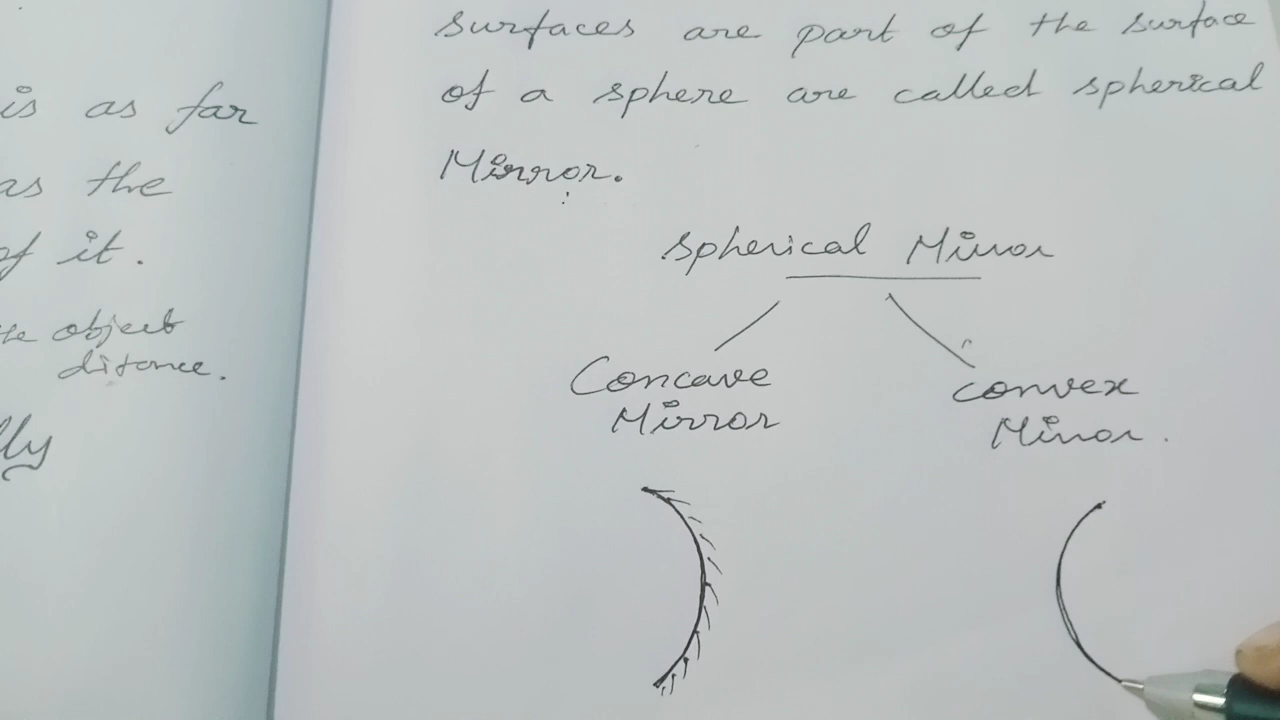 is as far
as the
of it.
the object
distance.
lly
surfaces are part of the surface
of a sphere are called spherical
Mirror.
Spherical Mirror
Concave
Mirror
Convex
Mirror.